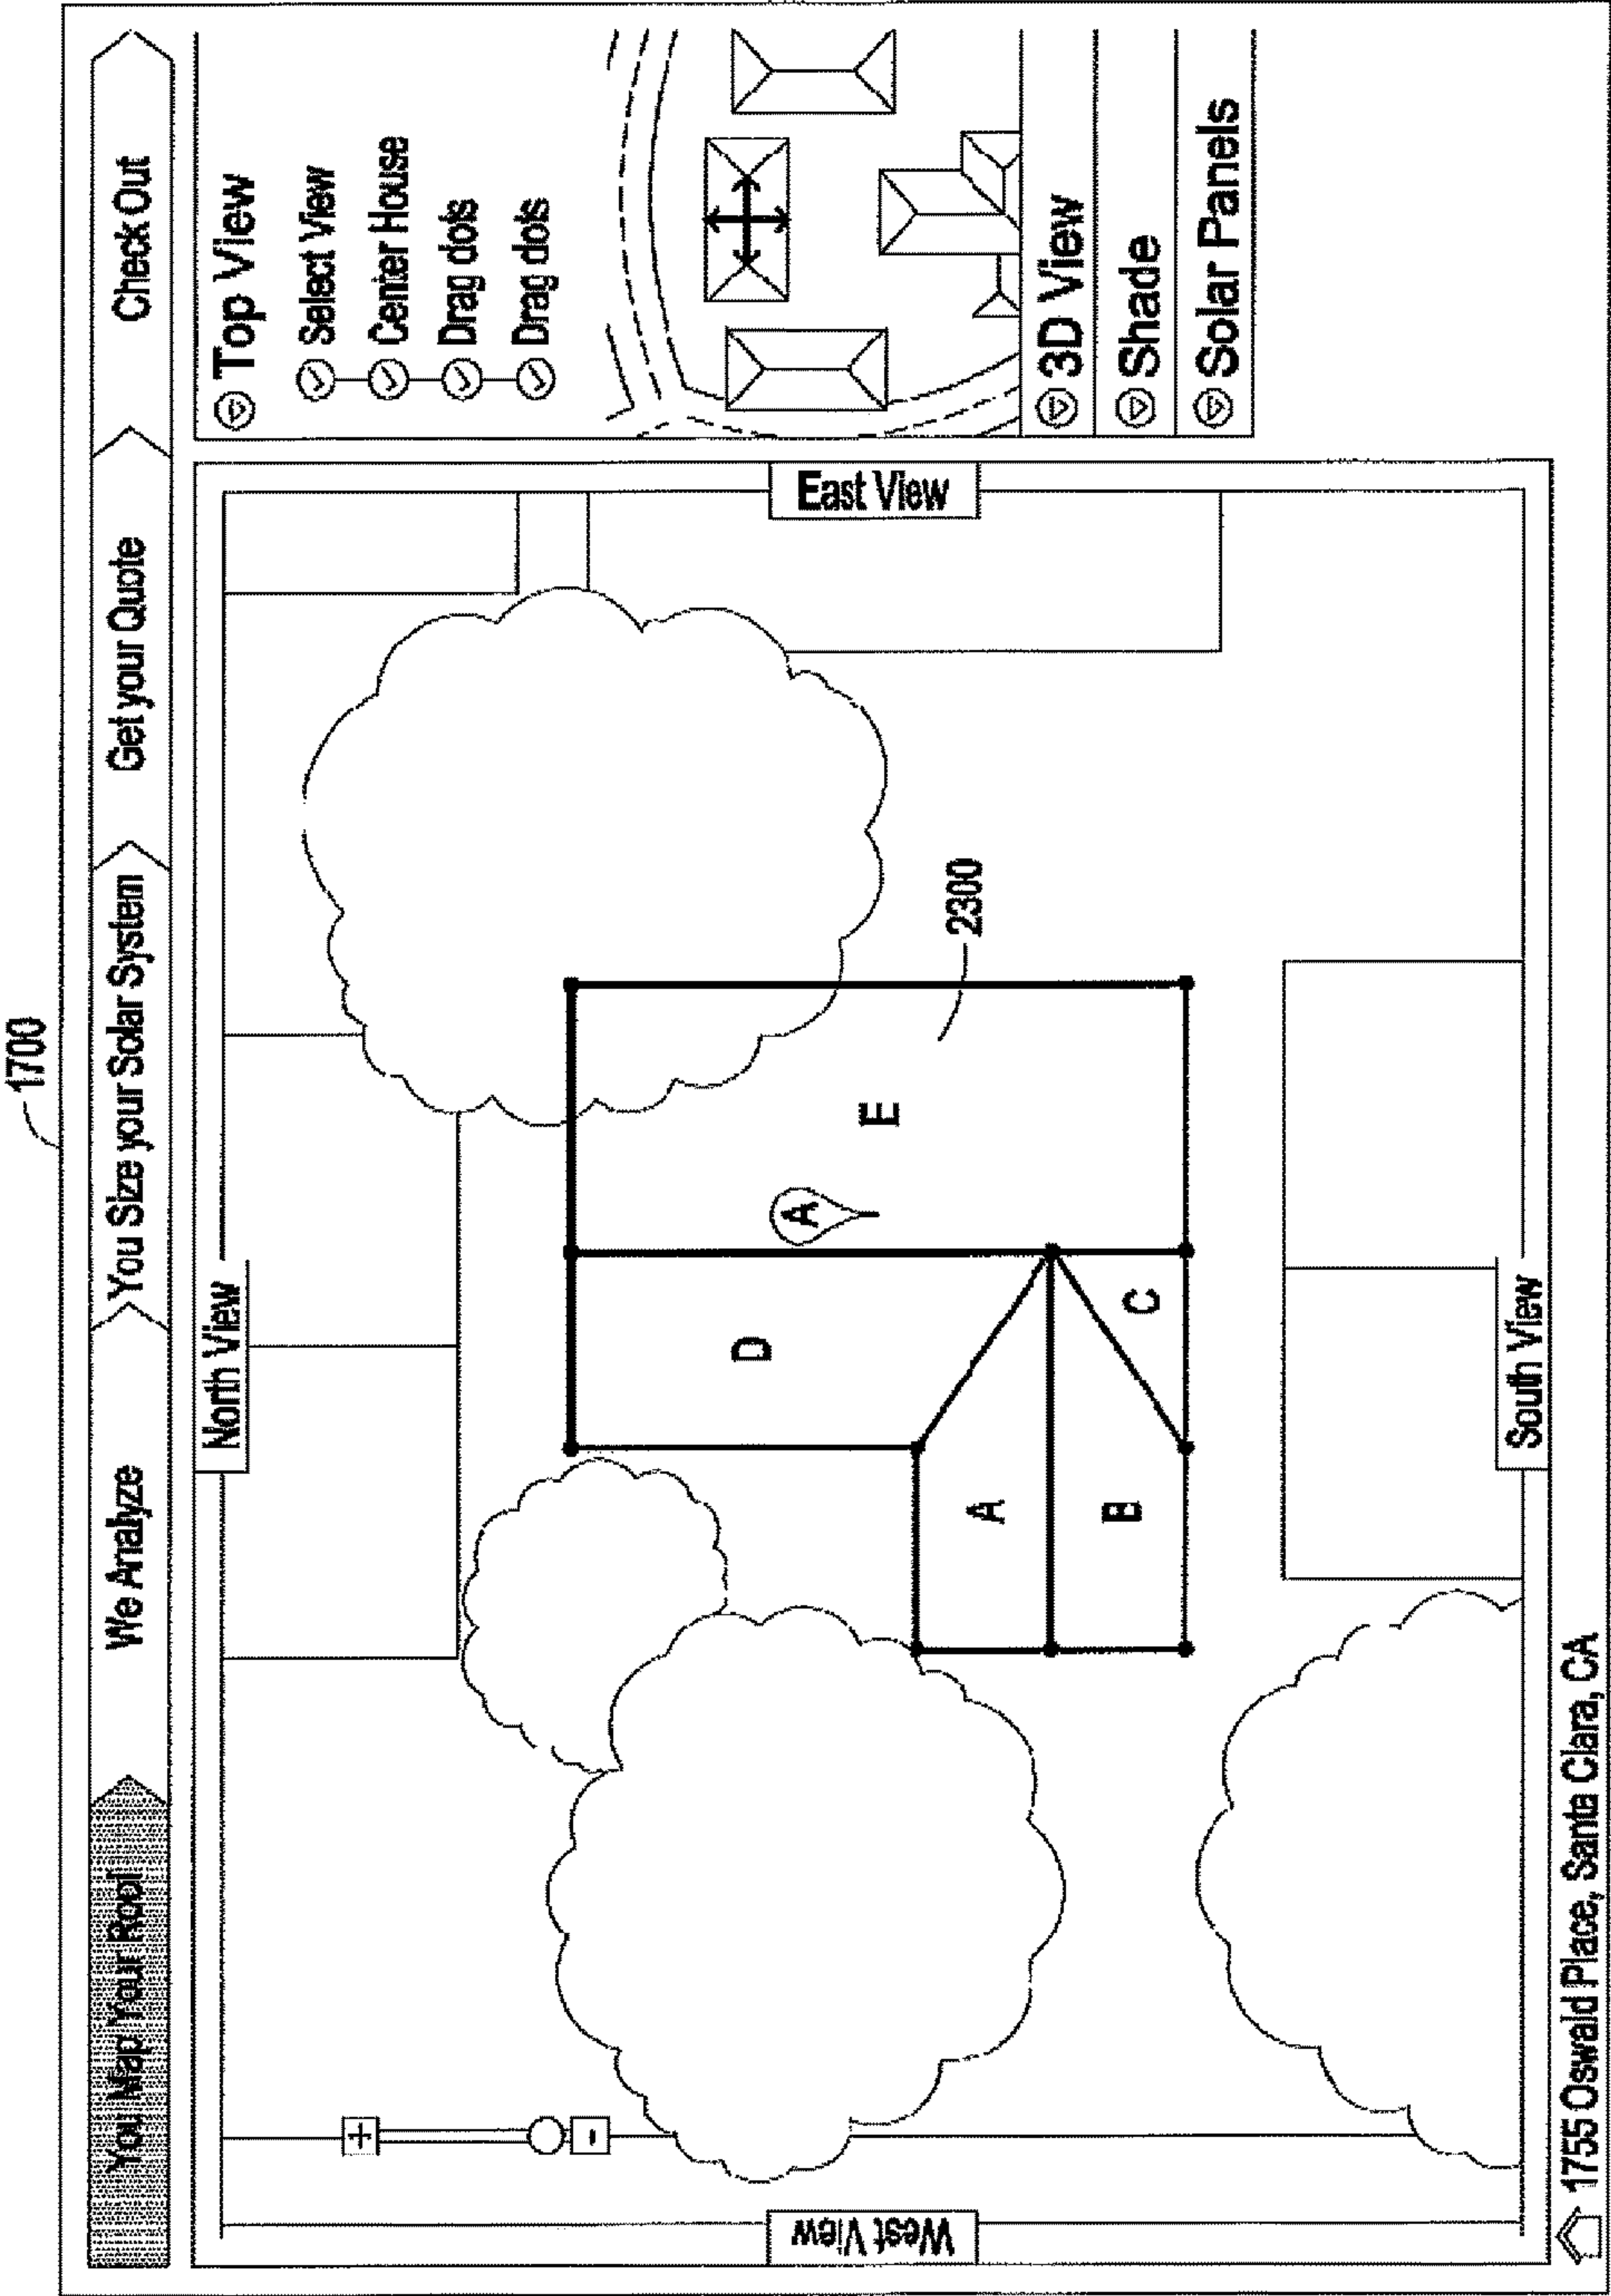 1700
You Map Your Roof
We Analyze
You Size your Solar System
Get your Quote
Check Out
North View
West View
East View
South View
A
D
E
2300
A
B
C
+
-
Top View
Select View
Center House
Drag dots
Drag dots
3D View
Shade
Solar Panels
1755 Oswald Place, Santa Clara, CA